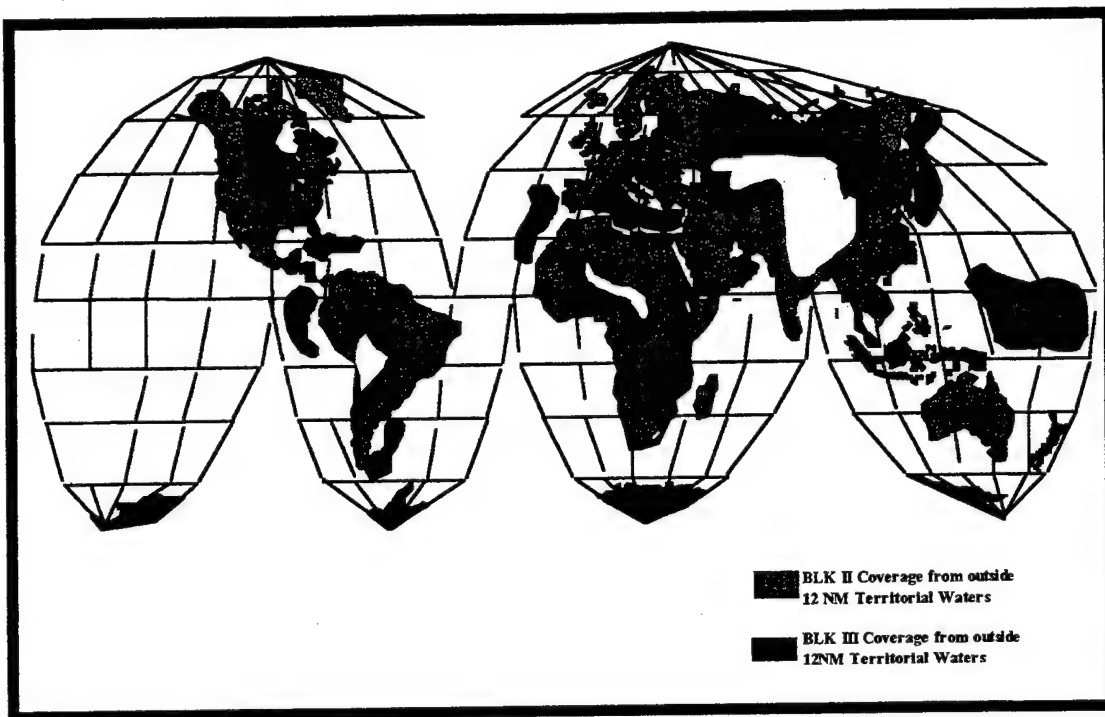 BLK II Coverage from outside
12 NM Territorial Waters
BLK III Coverage from outside
12NM Territorial Waters